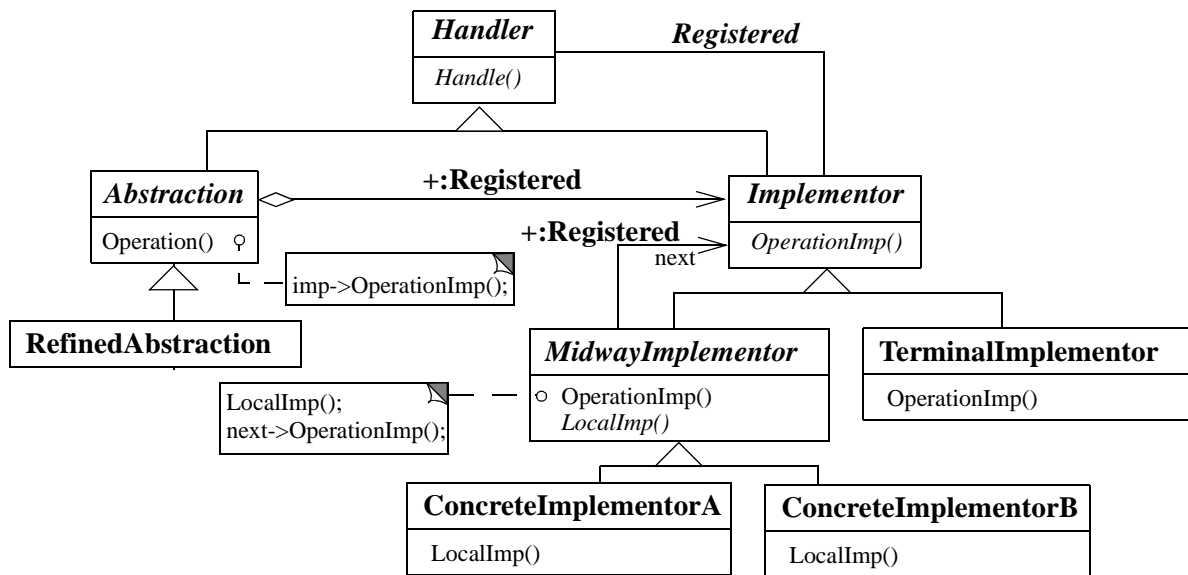 Handler
Registered
Handle()
Abstraction
+:Registered
Implementor
Operation()
+:Registered
OperationImp()
next
imp->OperationImp();
RefinedAbstraction
MidwayImplementor
TerminalImplementor
LocalImp();
next->OperationImp();
OperationImp()
LocalImp()
OperationImp()
ConcreteImplementorA
ConcreteImplementorB
LocalImp()
LocalImp()